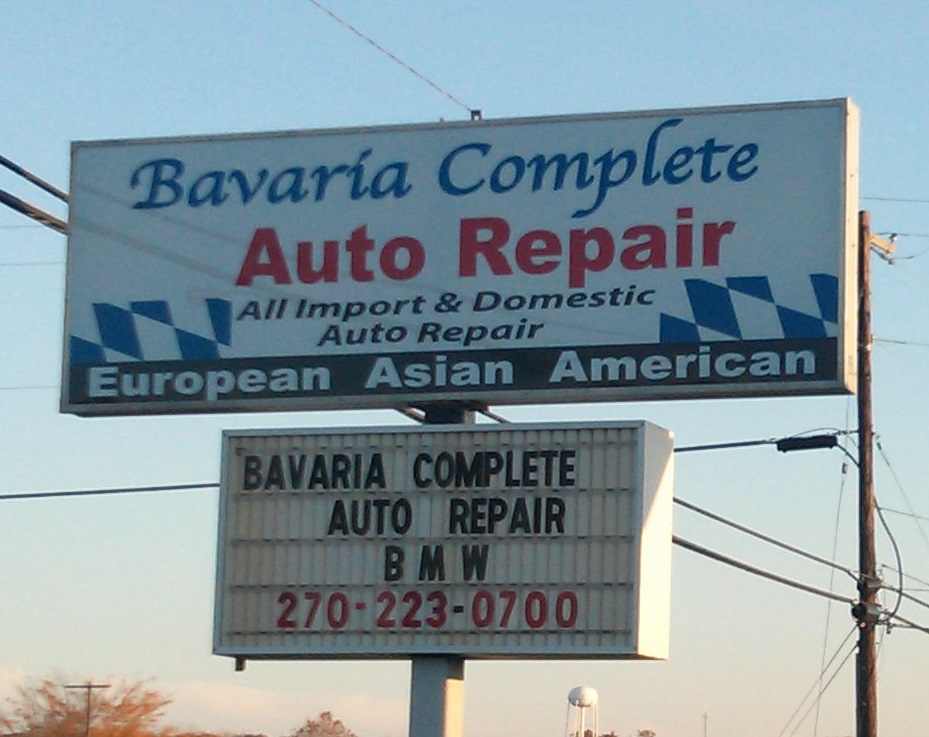 Bavaria Complete
Auto Repair
All Import & Domestic
Auto Repair
European Asian American
BAVARIA COMPLETE
AUTO REPAIR
BMW
270-223-0700